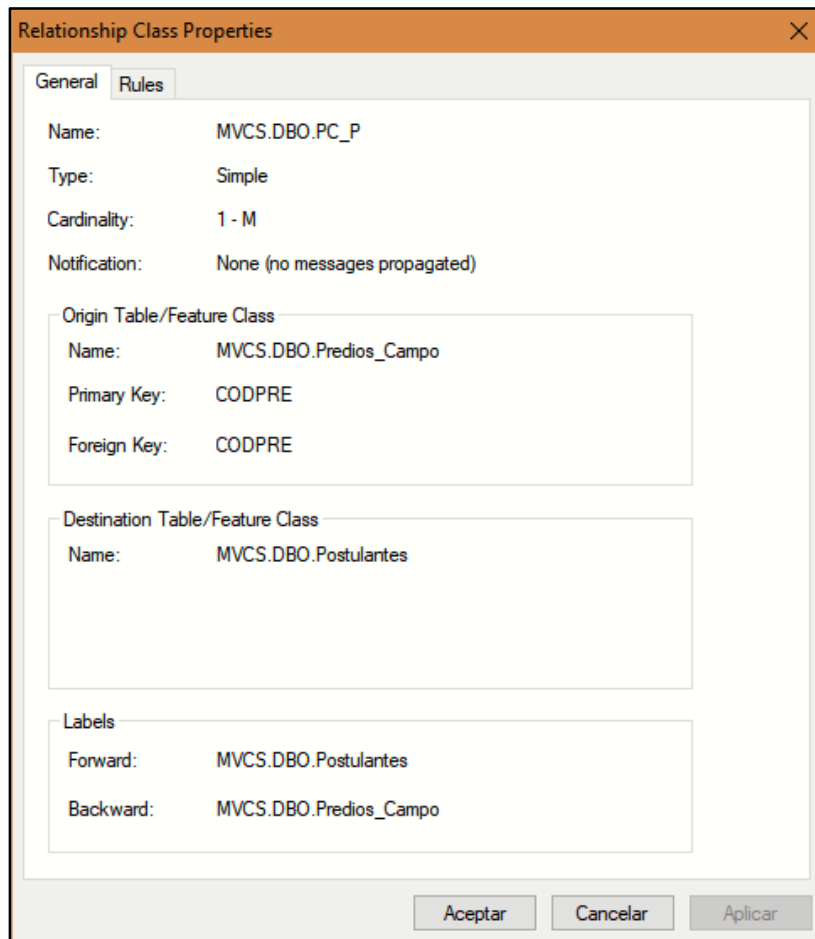 Relationship Class Properties
General Rules
Name: MVCS.DBO.PC_P
Type: Simple
Cardinality: 1 - M
Notification: None (no messages propagated)
Origin Table/Feature Class
Name: MVCS.DBO.Predios_Campo
Primary Key: CODPRE
Foreign Key: CODPRE
Destination Table/Feature Class
Name: MVCS.DBO.Postulantes
Labels
Forward: MVCS.DBO.Postulantes
Backward: MVCS.DBO.Predios_Campo
Aceptar Cancelar Aplicar